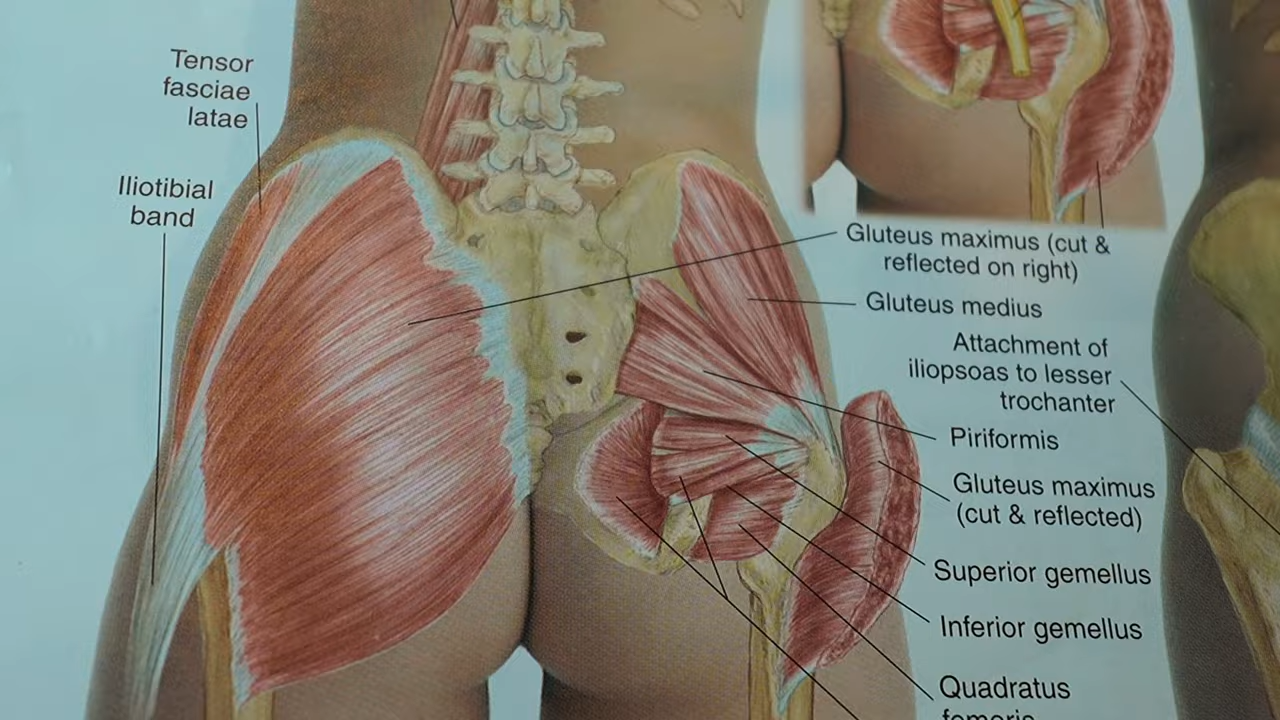 Tensor
fasciae
latae
Iliotibial
band
Gluteus maximus (cut &
reflected on right)
Gluteus medius
Attachment of
iliopsoas to lesser
trochanter
Piriformis
Gluteus maximus
(cut & reflected)
Superior gemellus
Inferior gemellus
Quadratus
femoris